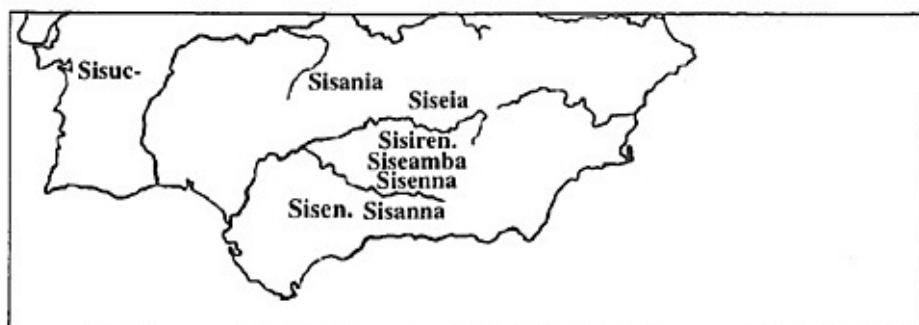 Sisuc-
Sisania
Siseia
Sisiren.
Siseamba
Sisenna
Sisen. Sisanna